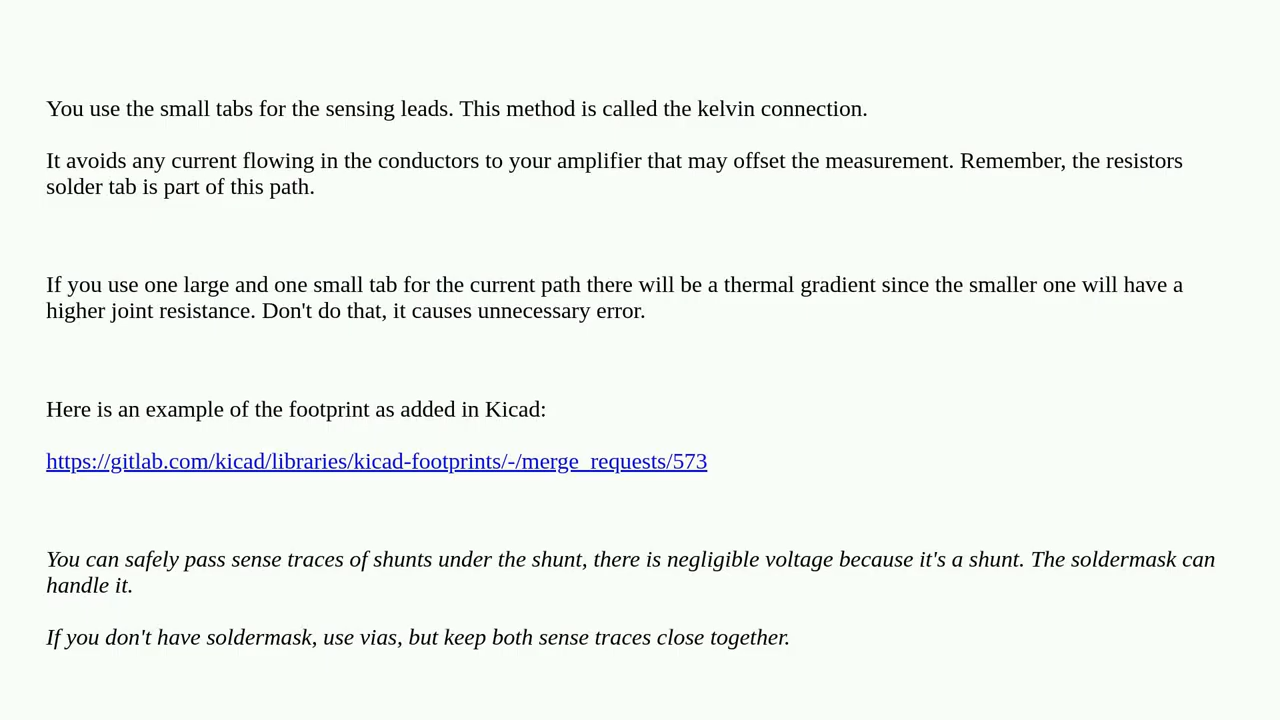 You use the small tabs for the sensing leads. This method is called the kelvin connection.
It avoids any current flowing in the conductors to your amplifier that may offset the measurement. Remember, the resistors
solder tab is part of this path.
If you use one large and one small tab for the current path there will be a thermal gradient since the smaller one will have a
higher joint resistance. Don't do that, it causes unnecessary error.
Here is an example of the footprint as added in Kicad:
https://gitlab.com/kicad/libraries/kicad-footprints/-/merge_requests/573
You can safely pass sense traces of shunts under the shunt, there is negligible voltage because it's a shunt. The soldermask can
handle it.
If you don't have soldermask, use vias, but keep both sense traces close together.